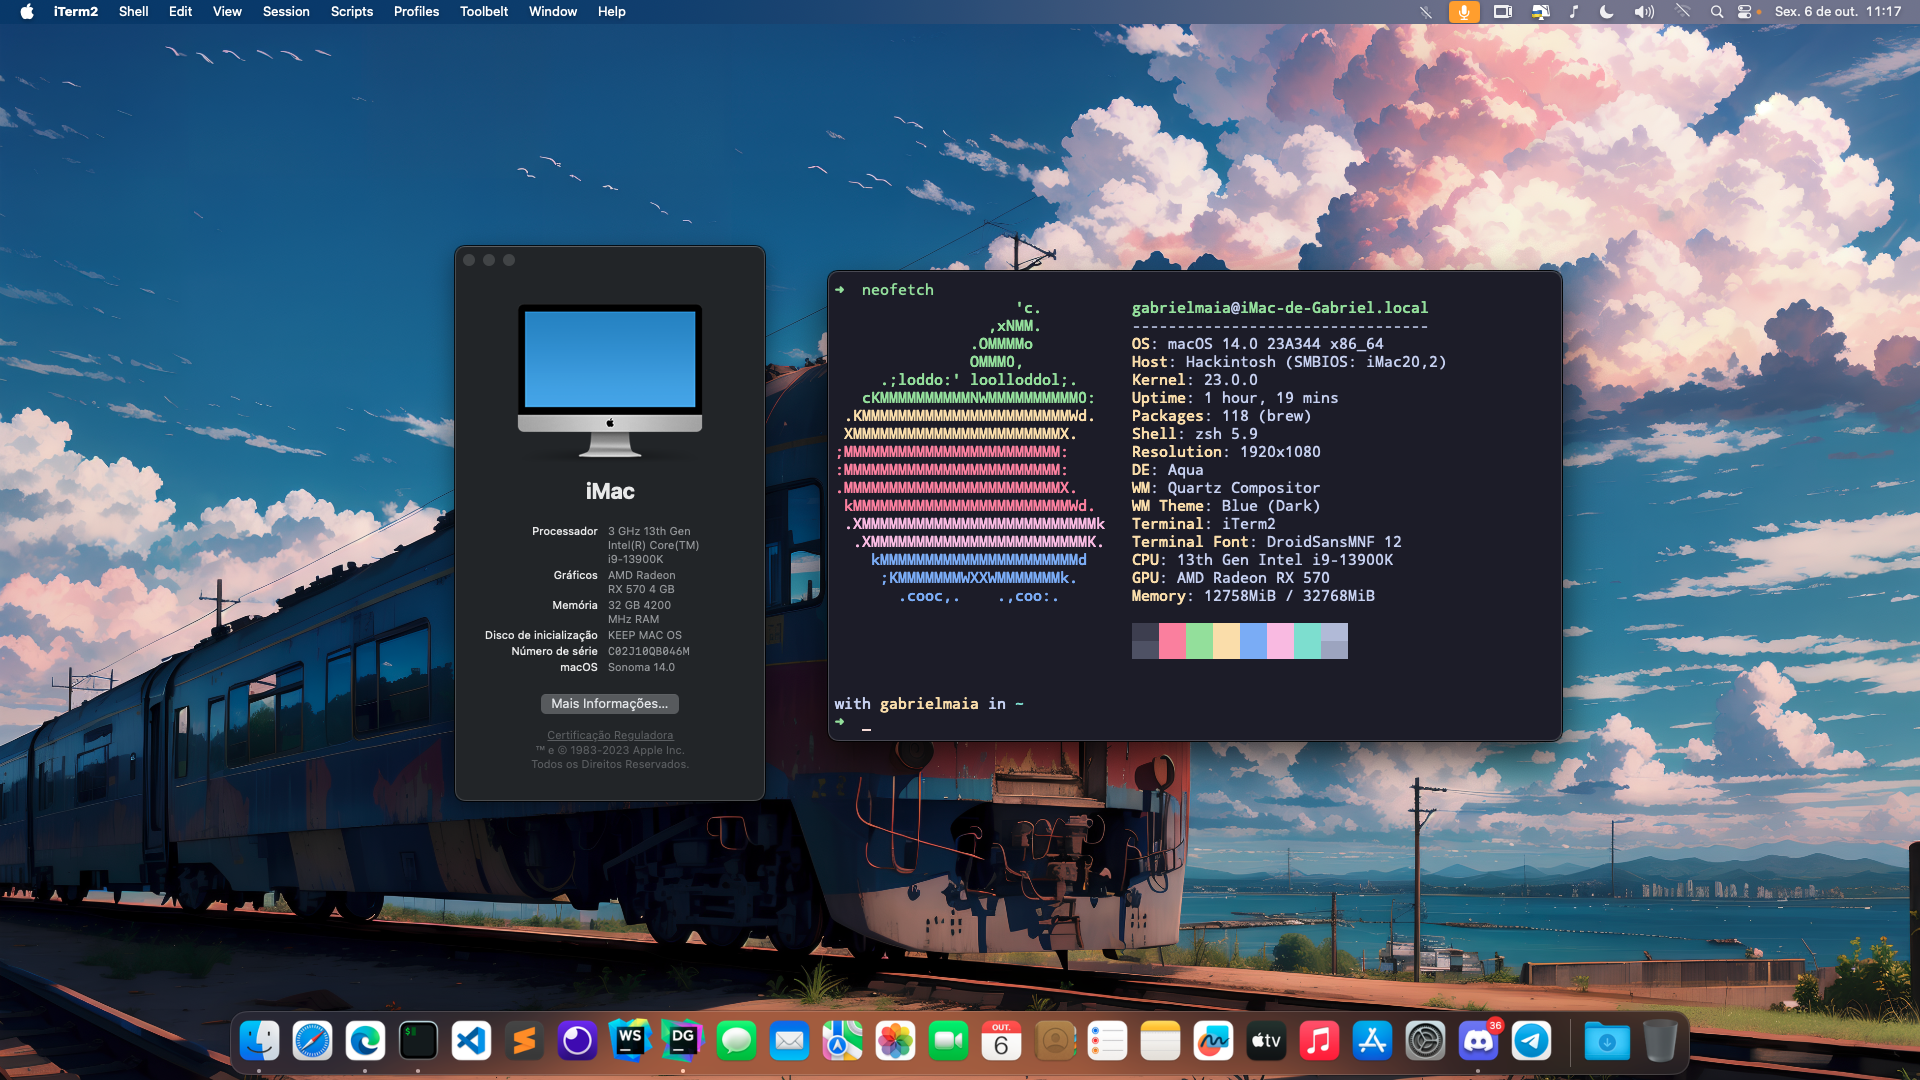 iTerm2 Shell Edit View Session Scripts Profiles Toolbelt Window Help
Sex. 6 de out. 11:17
iMac
Processador 3 GHz 13th Gen
Intel(R) Core(TM)
i9-13900K
Gráficos AMD Radeon
RX 570 4 GB
Memória 32 GB 4200
MHz RAM
Disco de inicialização KEEP MAC OS
Número de série C02J10QB046M
macOS Sonoma 14.0
Mais Informações...
Certificação Reguladora
™ e © 1983-2023 Apple Inc.
Todos os Direitos Reservados.
➜ neofetch
'c.
,xNMM.
.OMMMMo
OMMM0,
.;loddo:' loolloddol;.
cKMMMMMMMMMMNWMMMMMMMMMM0:
.KMMMMMMMMMMMMMMMMMMMMMMMWd.
XMMMMMMMMMMMMMMMMMMMMMMMX.
;MMMMMMMMMMMMMMMMMMMMMMMM:
:MMMMMMMMMMMMMMMMMMMMMMMM:
.MMMMMMMMMMMMMMMMMMMMMMMMX.
kMMMMMMMMMMMMMMMMMMMMMMMMWd.
.XMMMMMMMMMMMMMMMMMMMMMMMMMMk
.XMMMMMMMMMMMMMMMMMMMMMMMMK.
kMMMMMMMMMMMMMMMMMMMMMMd
;KMMMMMMMWXXWMMMMMMMk.
.cooc,. .,coo:.
gabrielmaia@iMac-de-Gabriel.local
---------------------------------
OS: macOS 14.0 23A344 x86_64
Host: Hackintosh (SMBIOS: iMac20,2)
Kernel: 23.0.0
Uptime: 1 hour, 19 mins
Packages: 118 (brew)
Shell: zsh 5.9
Resolution: 1920x1080
DE: Aqua
WM: Quartz Compositor
WM Theme: Blue (Dark)
Terminal: iTerm2
Terminal Font: DroidSansMNF 12
CPU: 13th Gen Intel i9-13900K
GPU: AMD Radeon RX 570
Memory: 12758MiB / 32768MiB
with gabrielmaia in ~
➜ _
$
WS
DG
OUT.
6
tv
36